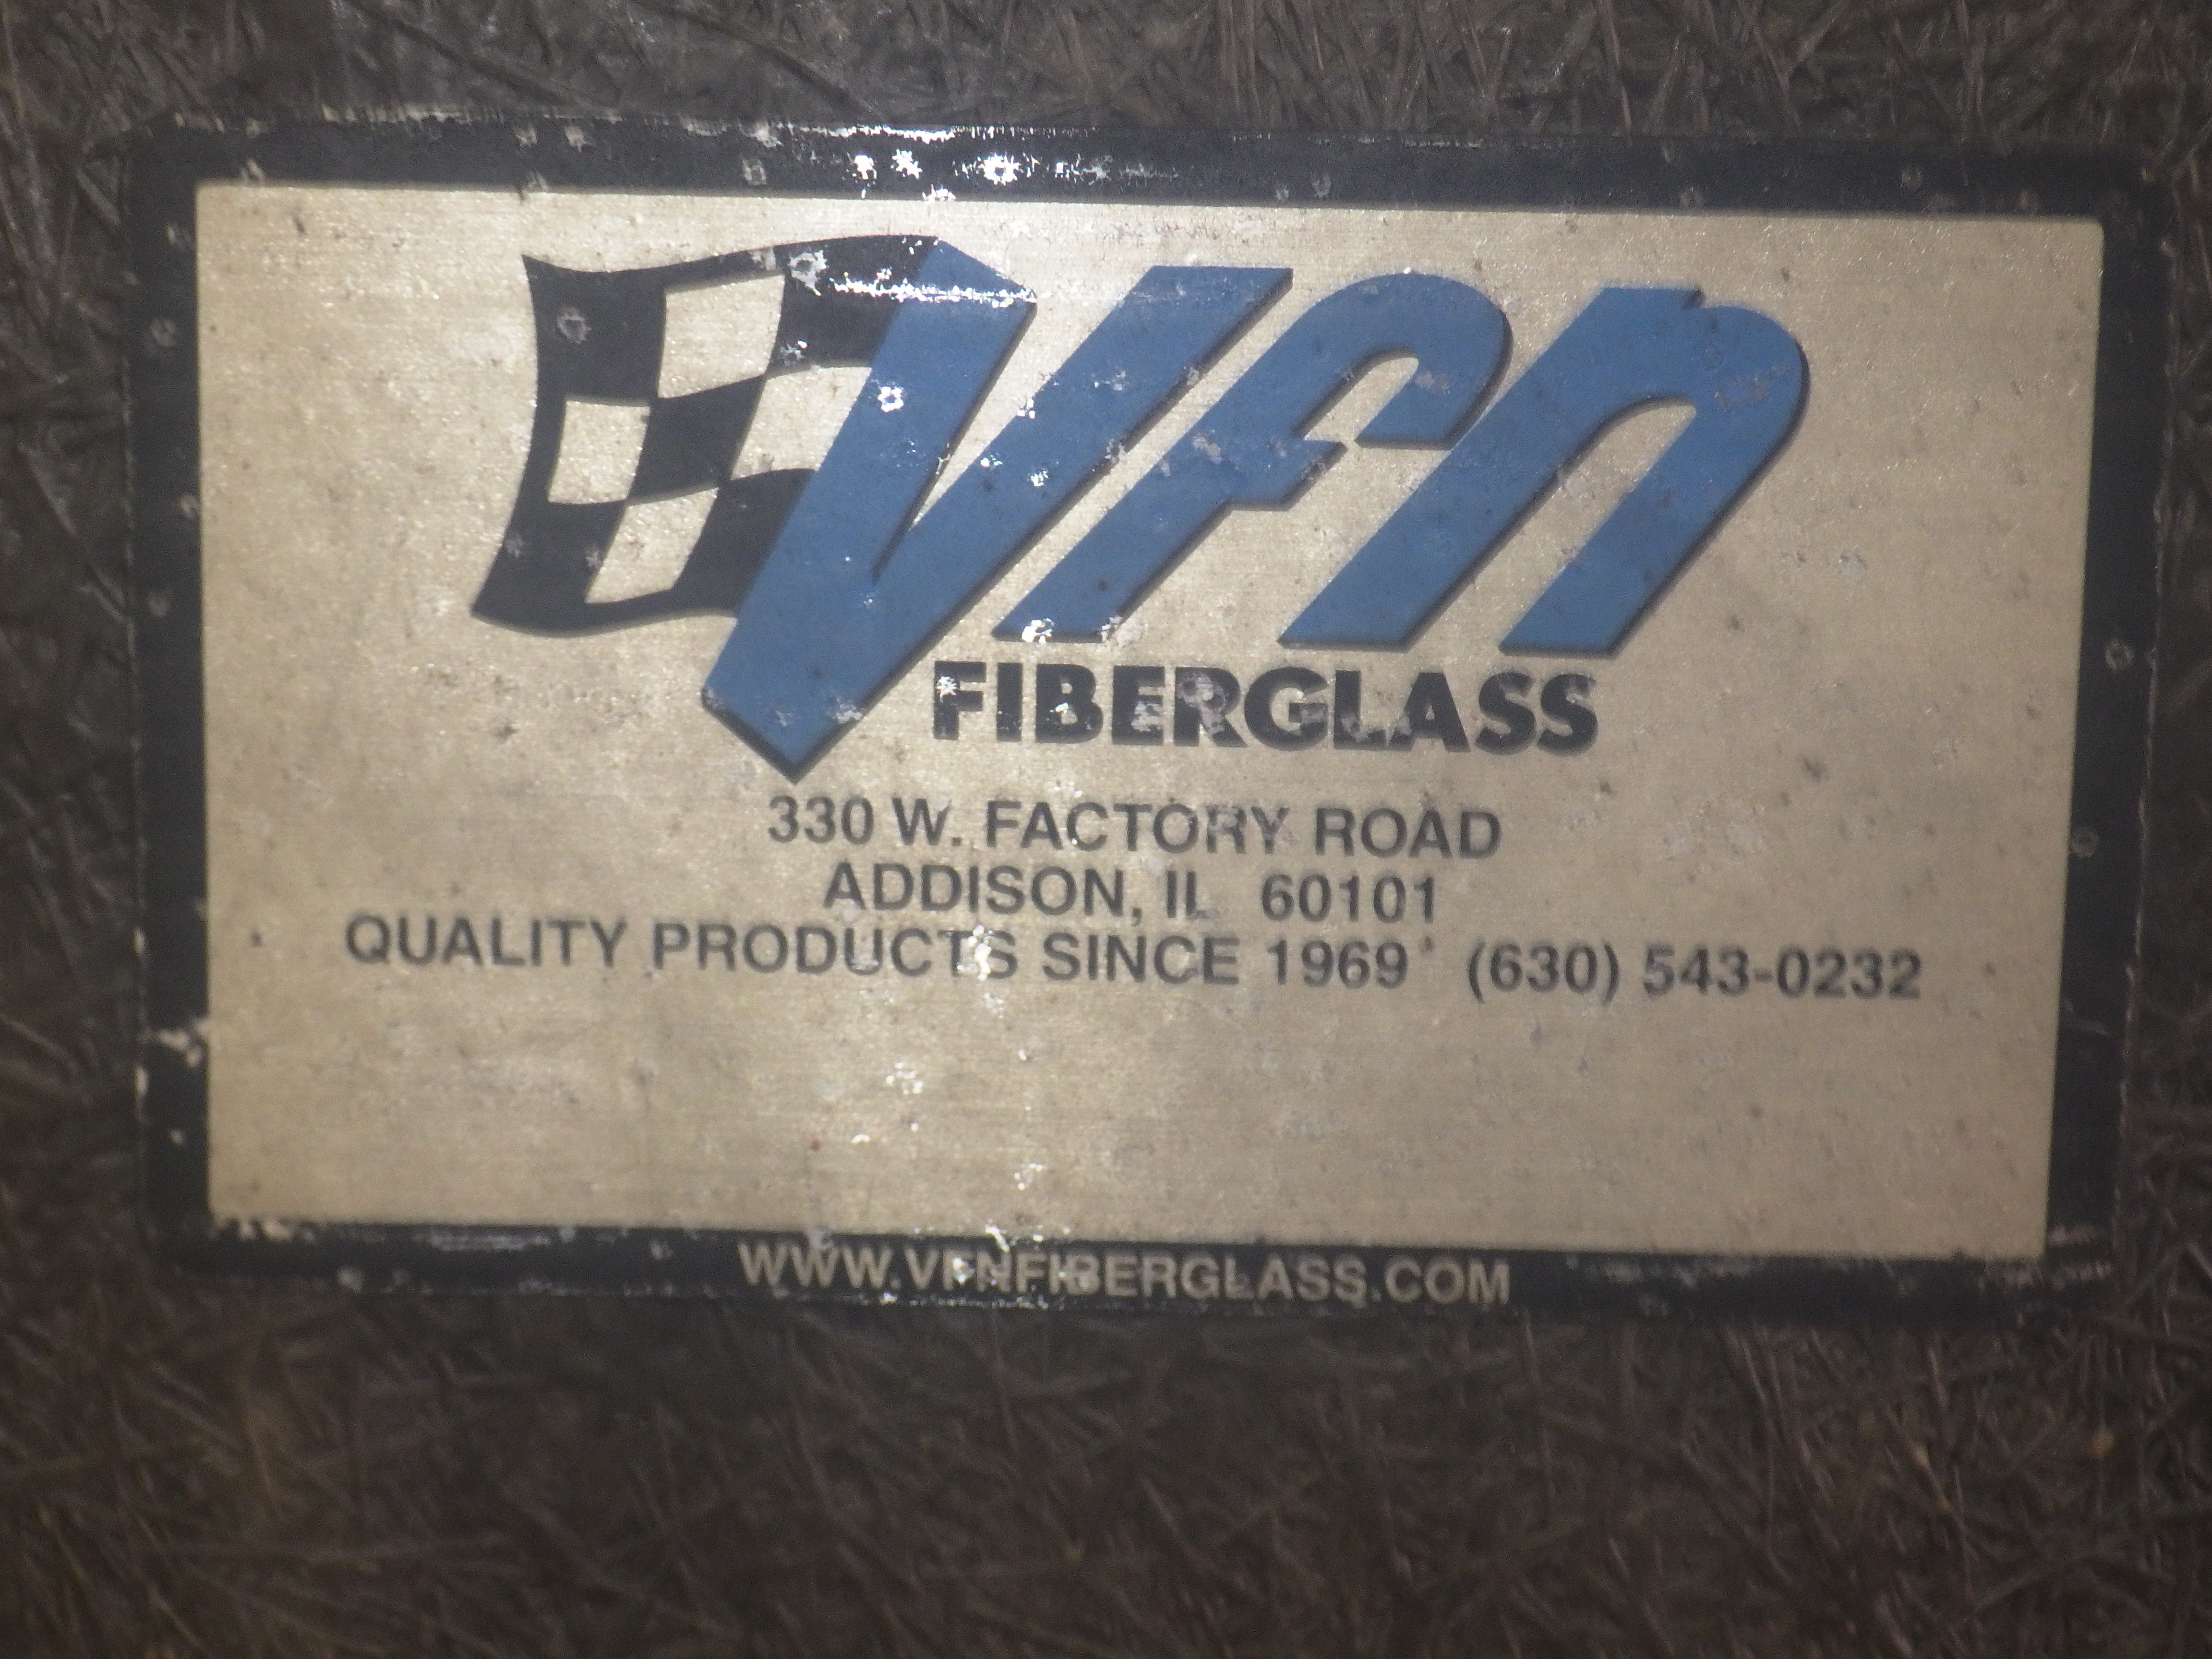 VFN
FIBERGLASS
330 W. FACTORY ROAD
ADDISON, IL 60101
QUALITY PRODUCTS SINCE 1969 (630) 543-0232
WWW.VFNFIBERGLASS.COM